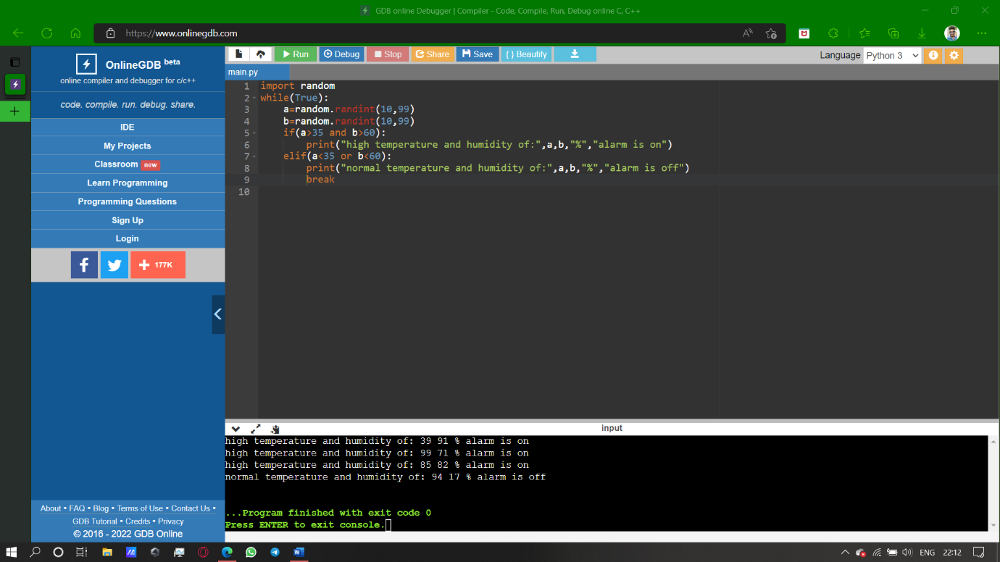 GDB online Debugger | Compiler - Code, Compile, Run, Debug online C, C++
https://www.onlinegdb.com
OnlineGDB beta
online compiler and debugger for c/c++
code. compile. run. debug. share.
IDE
My Projects
Classroom new
Learn Programming
Programming Questions
Sign Up
Login
177K
About • FAQ • Blog • Terms of Use • Contact Us •
GDB Tutorial • Credits • Privacy
© 2016 - 2022 GDB Online
Run Debug Stop Share Save { } Beautify
Language Python 3
main.py
1 import random
2 while(True):
3     a=random.randint(10,99)
4     b=random.randint(10,99)
5     if(a>35 and b>60):
6         print("high temperature and humidity of:",a,b,"%","alarm is on")
7     elif(a<35 or b<60):
8         print("normal temperature and humidity of:",a,b,"%","alarm is off")
9         break
10
input
high temperature and humidity of: 39 91 % alarm is on
high temperature and humidity of: 99 71 % alarm is on
high temperature and humidity of: 85 82 % alarm is on
normal temperature and humidity of: 94 17 % alarm is off
...Program finished with exit code 0
Press ENTER to exit console.
ENG 22:12